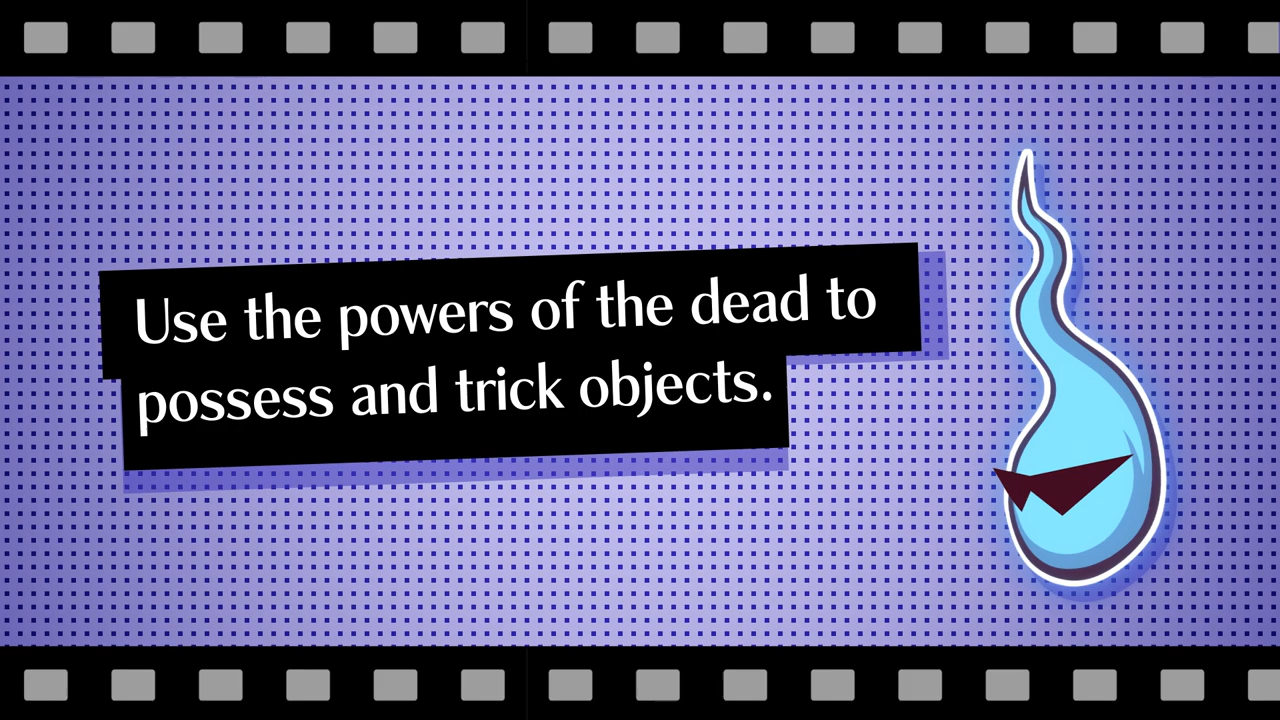 Use the powers of the dead to
possess and trick objects.